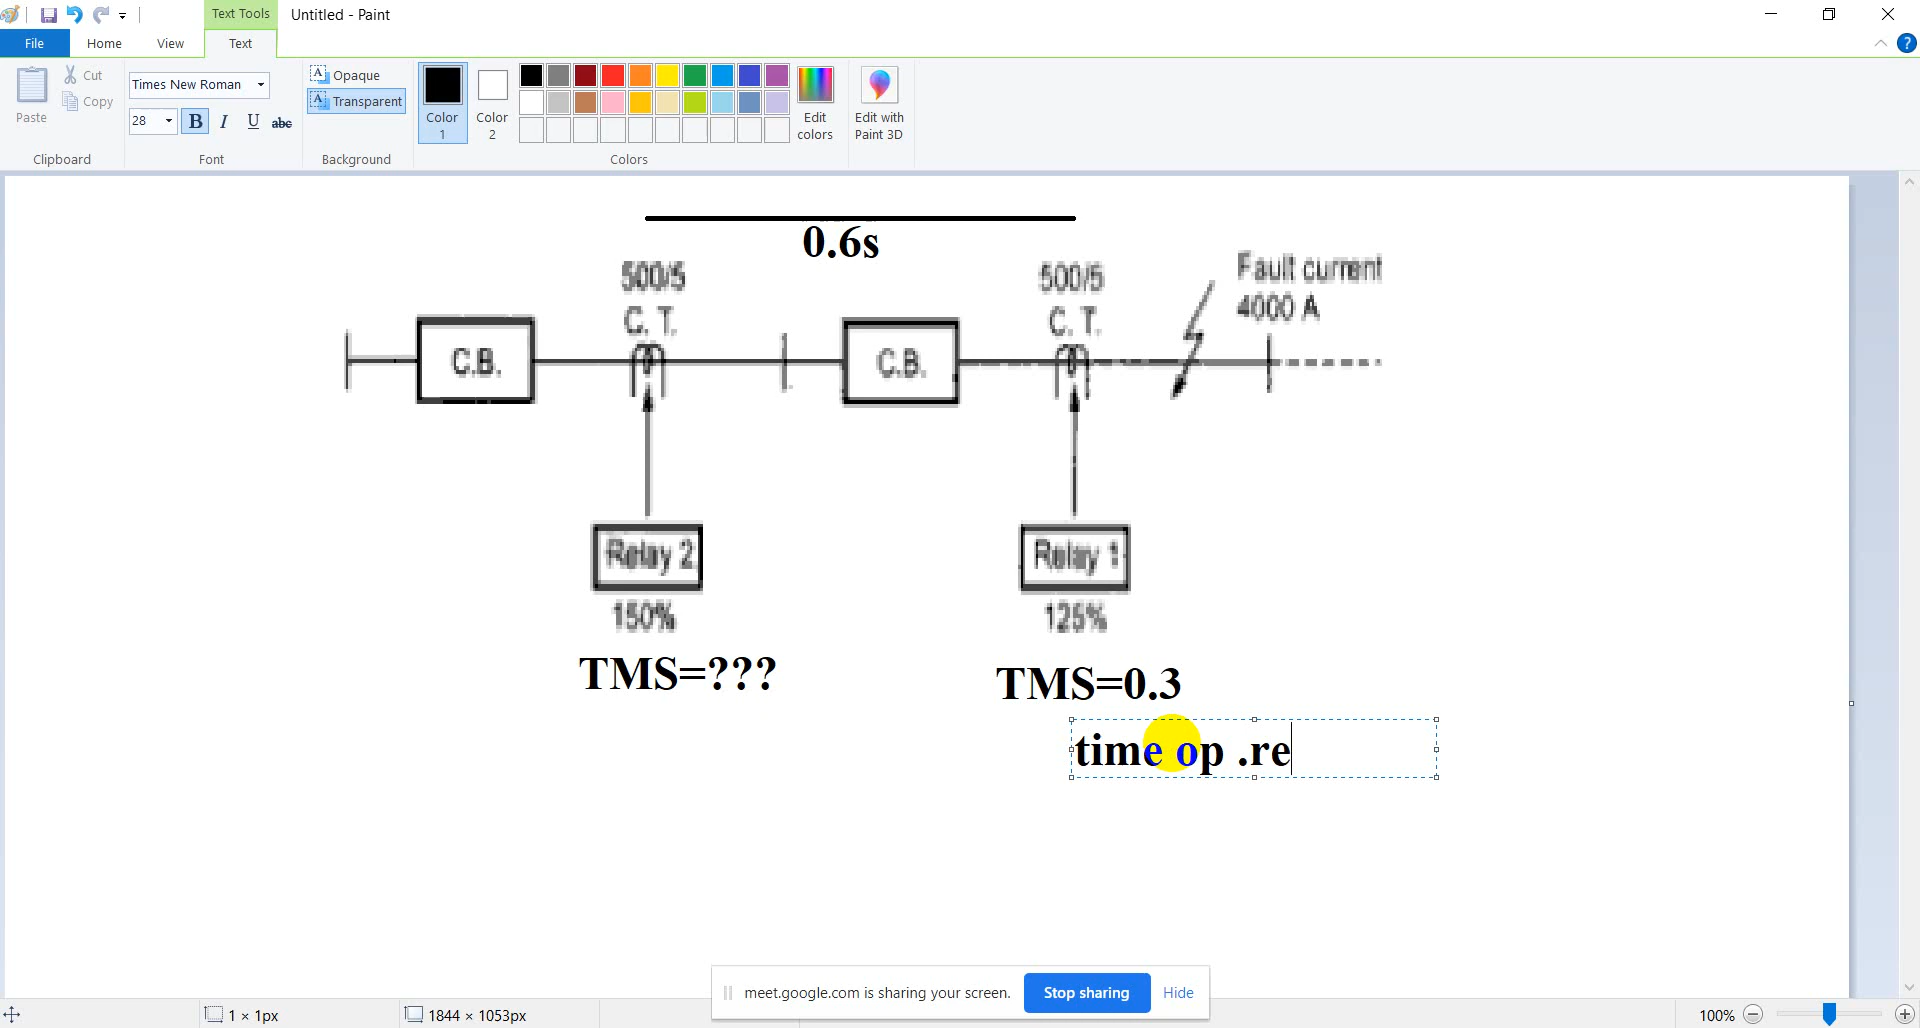 Text Tools
Untitled - Paint
File
Home
View
Text
Paste
Cut
Copy
Clipboard
Times New Roman
28
B
I
U
abc
Font
A Opaque
A Transparent
Background
Color
1
Color
2
Edit
colors
Colors
Edit with
Paint 3D
?
0.6s
500/5
C. T.
500/5
C. T.
Fault current
4000 A
C.B.
C.B.
Relay 2
150%
Relay 1
125%
TMS=???
TMS=0.3
time op .re
meet.google.com is sharing your screen.
Stop sharing
Hide
1 × 1px
1844 × 1053px
100%